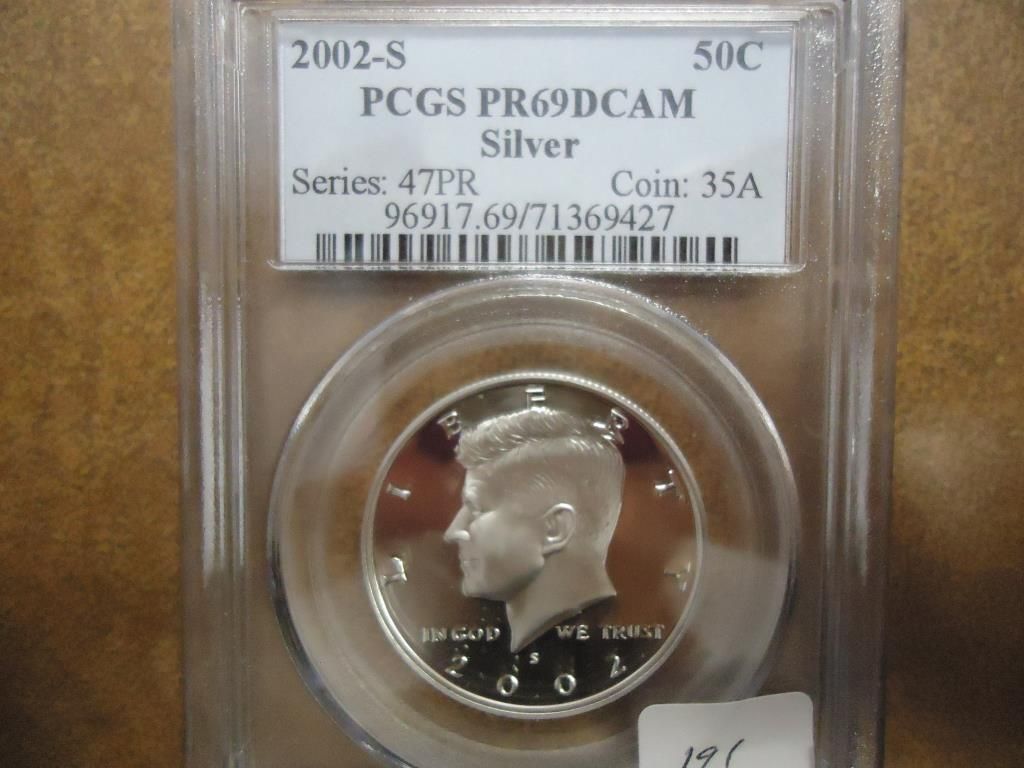 2002-S 50C
PCGS PR69DCAM
Silver
Series: 47PR Coin: 35A
96917.69/71369427
LIBERTY
IN GOD WE TRUST
S
2002